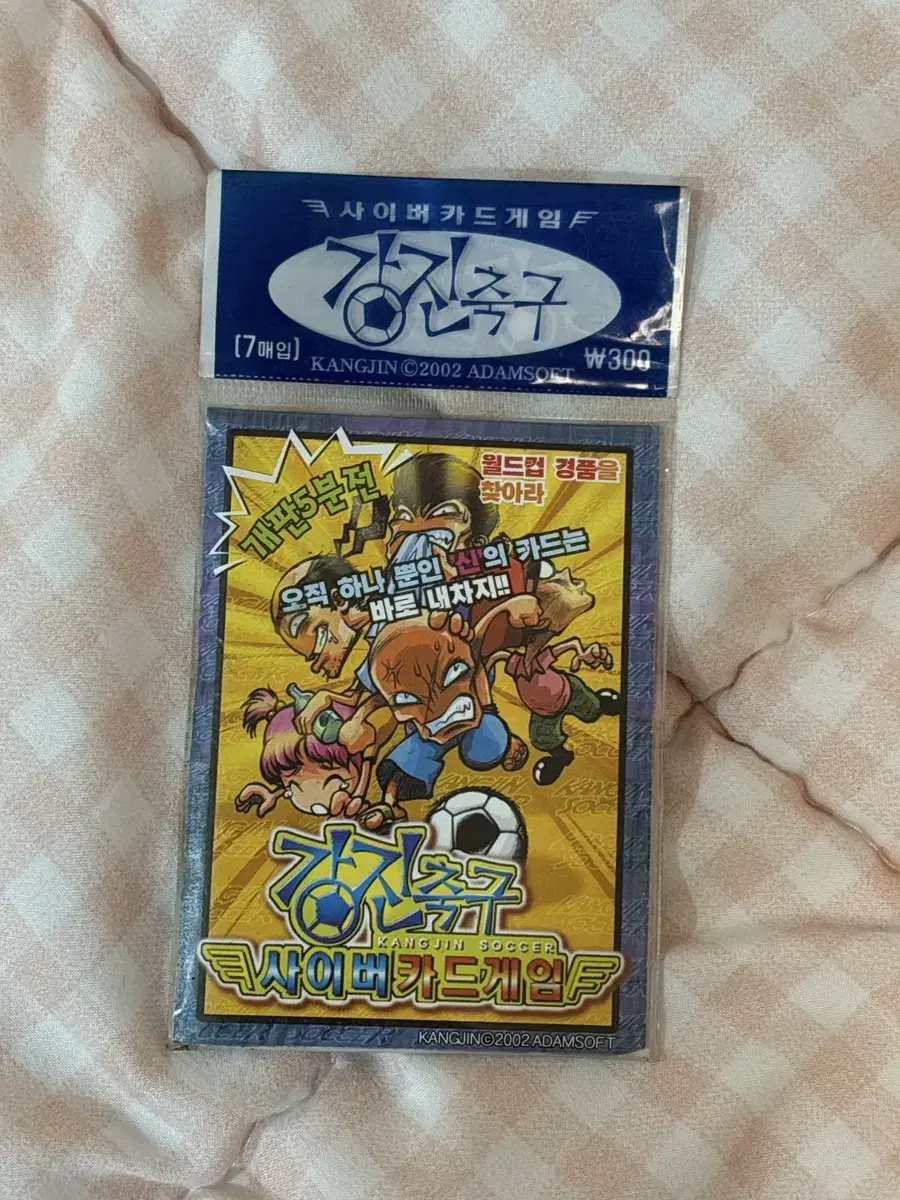 사이버카드게임
강진축구
(7매입)
₩300
KANGJIN©2002 ADAMSOFT
개판5분전
월드컵 경품을
찾아라
오직 하나 뿐인 '신'의 카드는
바로 내차지!!
강진축구
KANGJIN SOCCER
사이버카드게임
KANGJIN©2002 ADAMSOFT